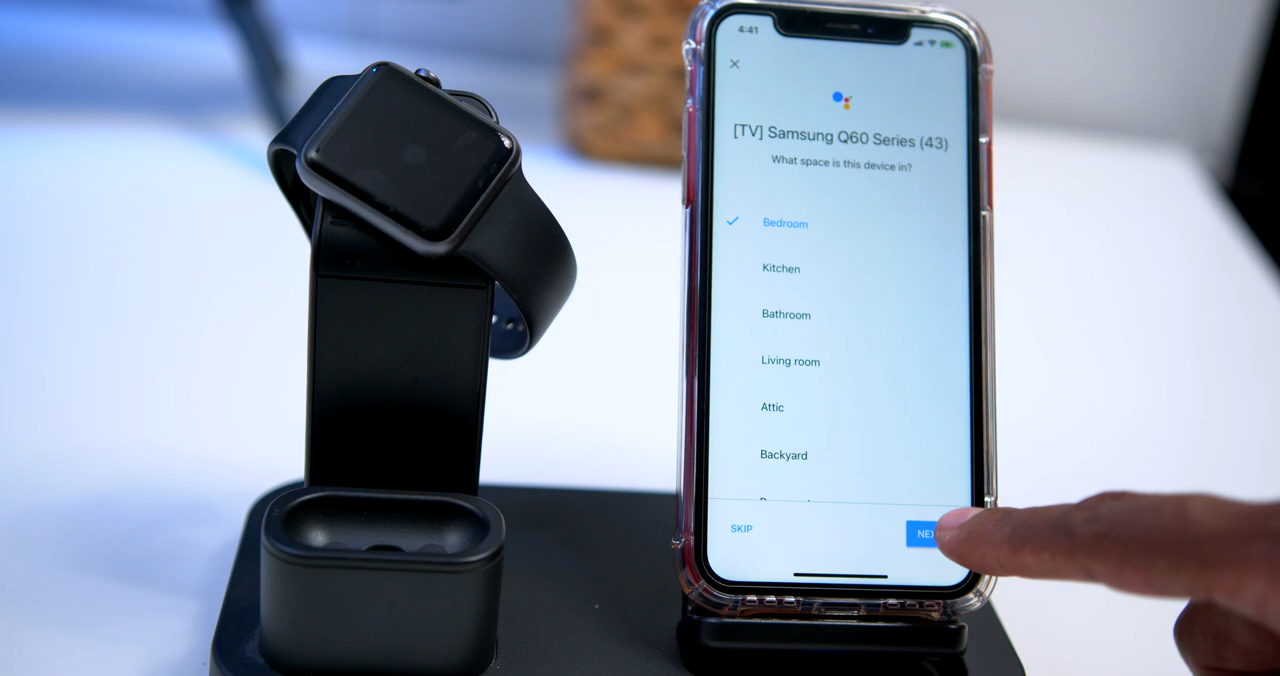 4:41
[TV] Samsung Q60 Series (43)
What space is this device in?
Bedroom
Kitchen
Bathroom
Living room
Attic
Backyard
SKIP